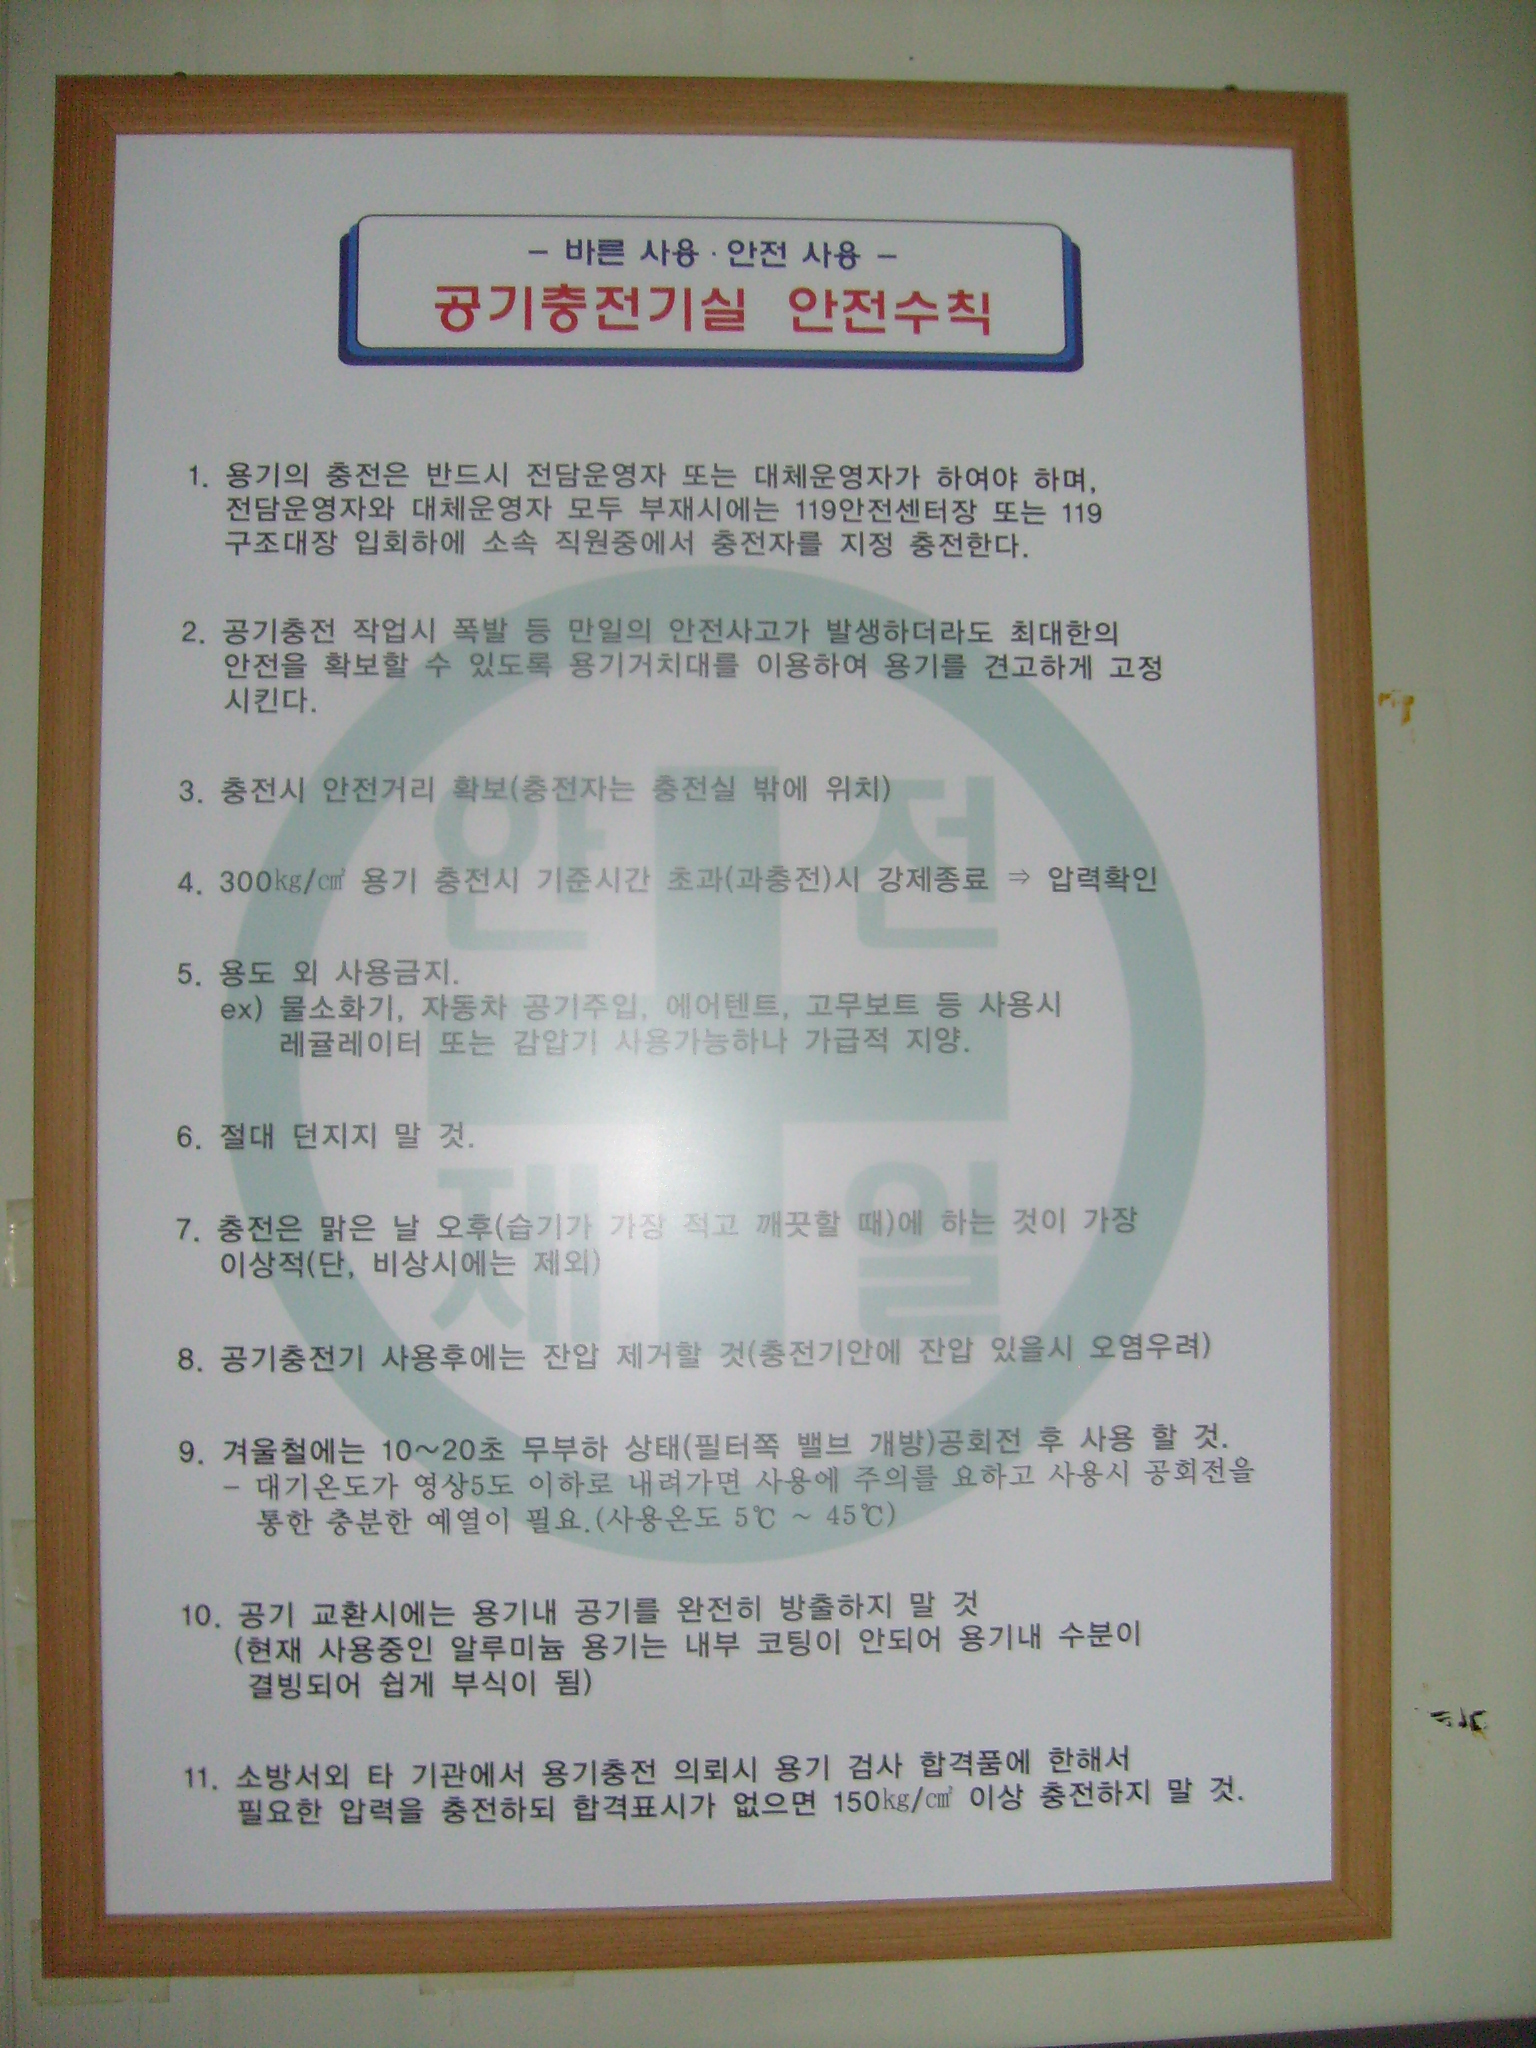 - 바른 사용 · 안전 사용 -
공기충전기실 안전수칙
1. 용기의 충전은 반드시 전담운영자 또는 대체운영자가 하여야 하며,
전담운영자와 대체운영자 모두 부재시에는 119안전센터장 또는 119
구조대장 입회하에 소속 직원중에서 충전자를 지정 충전한다.
2. 공기충전 작업시 폭발 등 만일의 안전사고가 발생하더라도 최대한의
안전을 확보할 수 있도록 용기거치대를 이용하여 용기를 견고하게 고정
시킨다.
3. 충전시 안전거리 확보(충전자는 충전실 밖에 위치)
안 전
4. 300㎏/㎠ 용기 충전시 기준시간 초과(과충전)시 강제종료 ⇒ 압력확인
5. 용도 외 사용금지.
ex) 물소화기, 자동차 공기주입, 에어텐트, 고무보트 등 사용시
레귤레이터 또는 감압기 사용가능하나 가급적 지양.
6. 절대 던지지 말 것.
제 일
7. 충전은 맑은 날 오후(습기가 가장 적고 깨끗할 때)에 하는 것이 가장
이상적(단, 비상시에는 제외)
8. 공기충전기 사용후에는 잔압 제거할 것(충전기안에 잔압 있을시 오염우려)
9. 겨울철에는 10~20초 무부하 상태(필터쪽 밸브 개방)공회전 후 사용 할 것.
- 대기온도가 영상5도 이하로 내려가면 사용에 주의를 요하고 사용시 공회전을
통한 충분한 예열이 필요.(사용온도 5℃ ~ 45℃)
10. 공기 교환시에는 용기내 공기를 완전히 방출하지 말 것
(현재 사용중인 알루미늄 용기는 내부 코팅이 안되어 용기내 수분이
결빙되어 쉽게 부식이 됨)
11. 소방서외 타 기관에서 용기충전 의뢰시 용기 검사 합격품에 한해서
필요한 압력을 충전하되 합격표시가 없으면 150㎏/㎠ 이상 충전하지 말 것.